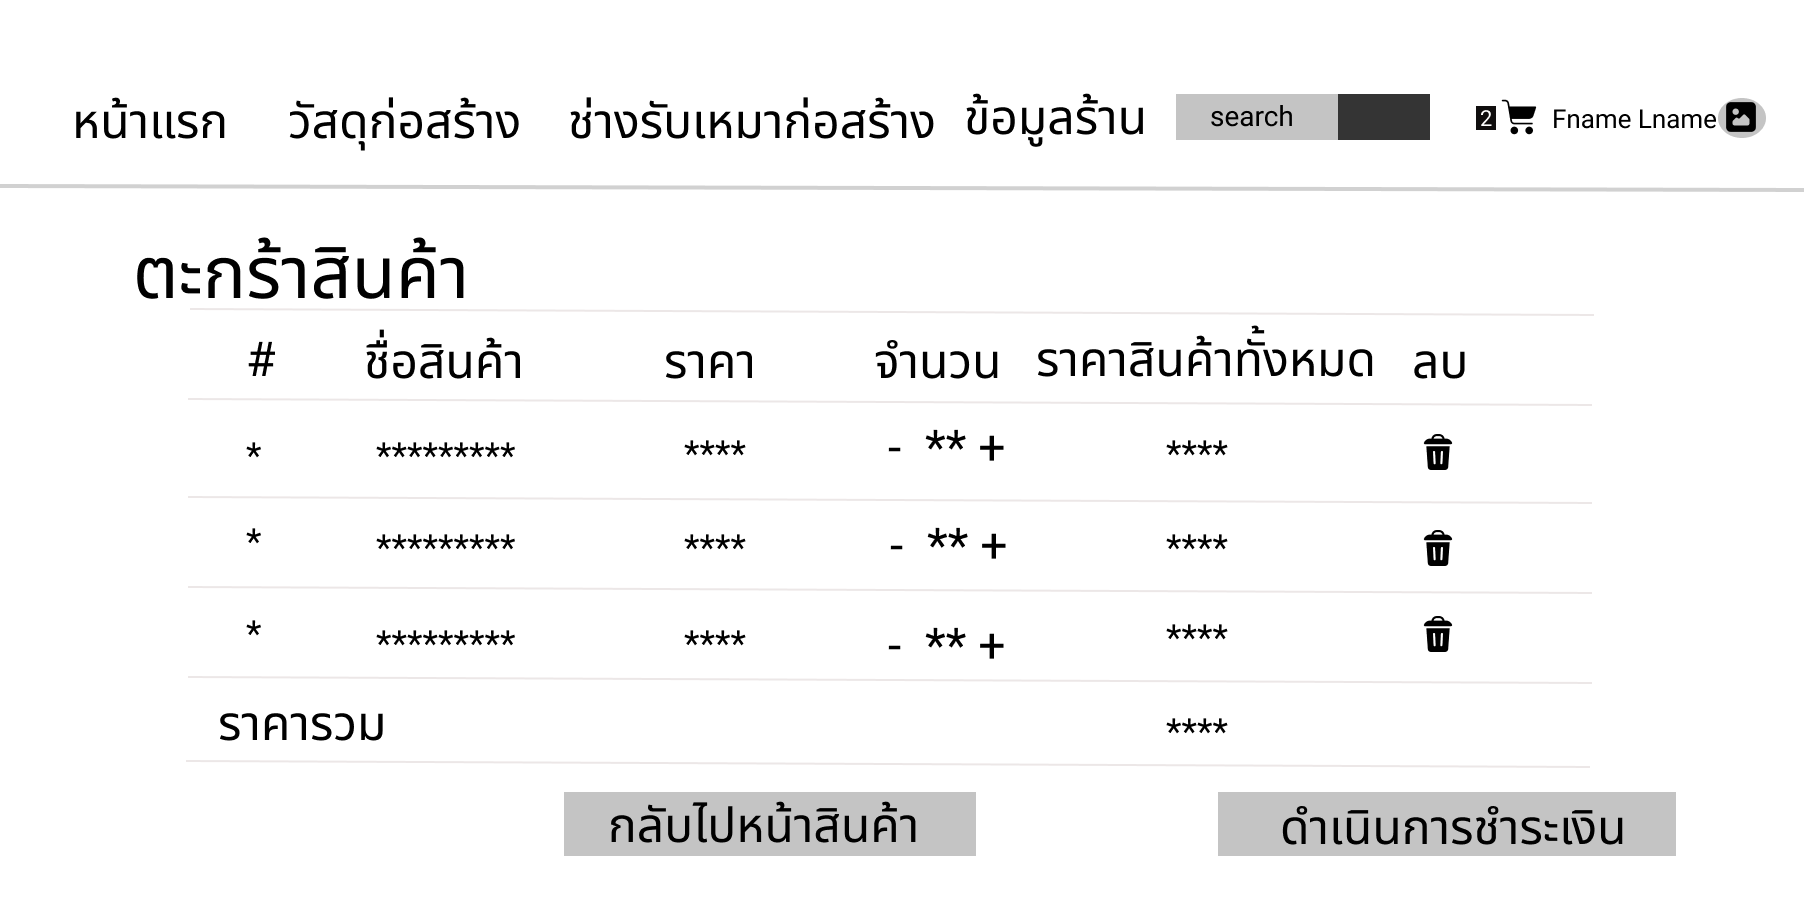 หน้าแรก วัสดุก่อสร้าง ช่างรับเหมาก่อสร้าง ข้อมูลร้าน search 2 Fname Lname
ตะกร้าสินค้า
# ชื่อสินค้า ราคา จำนวน ราคาสินค้าทั้งหมด ลบ
* ********* **** - ** + ****
* ********* **** - ** + ****
* ********* **** - ** + ****
ราคารวม ****
กลับไปหน้าสินค้า ดำเนินการชำระเงิน